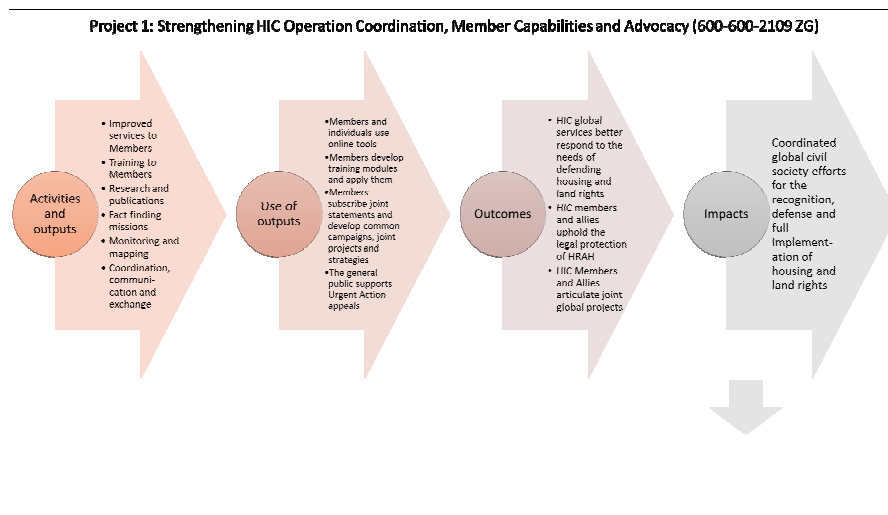 Project 1: Strengthening HIC Operation Coordination, Member Capabilities and Advocacy (600-600-2109 ZG)
Activities
and
outputs
• Improved
services to
Members
• Training to
Members
• Research and
publications
• Fact finding
missions
• Monitoring and
mapping
• Coordination,
communi-
cation and
exchange
Use of
outputs
•Members and
individuals use
online tools
•Members develop
training modules
and apply them
•Members
subscribe joint
statements and
develop common
campaigns, joint
projects and
strategies
•The general
public supports
Urgent Action
appeals
Outcomes
• HIC global
services better
respond to the
needs of
defending
housing and
land rights
• HIC members
and allies
uphold the
legal protection
of HRAH
• HIC Members
and Allies
articulate joint
global projects
Impacts
Coordinated
global civil
society efforts
for the
recognition,
defense and
full
implement-
ation of
housing and
land rights